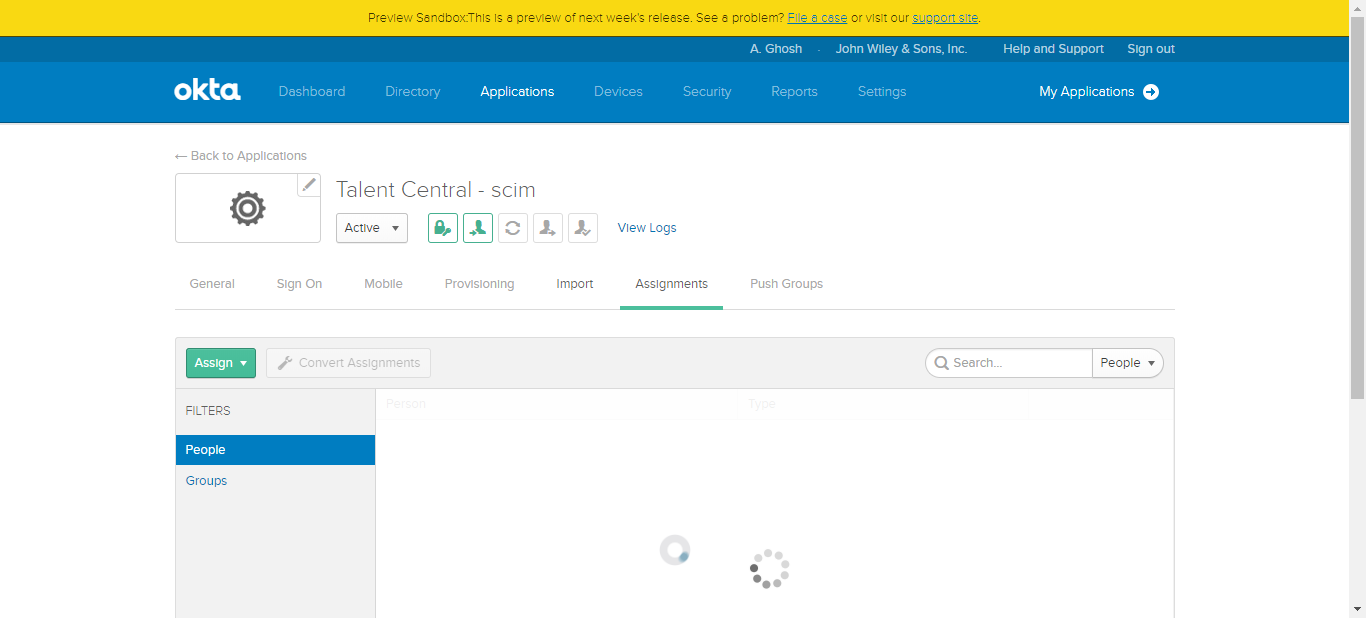 Preview Sandbox:This is a preview of next week's release. See a problem? File a case or visit our support site.
A. Ghosh · John Wiley & Sons, Inc. Help and Support Sign out
okta Dashboard Directory Applications Devices Security Reports Settings My Applications
← Back to Applications
Talent Central - scim
Active View Logs
General Sign On Mobile Provisioning Import Assignments Push Groups
Assign Convert Assignments Search... People
FILTERS Person Type
People
Groups